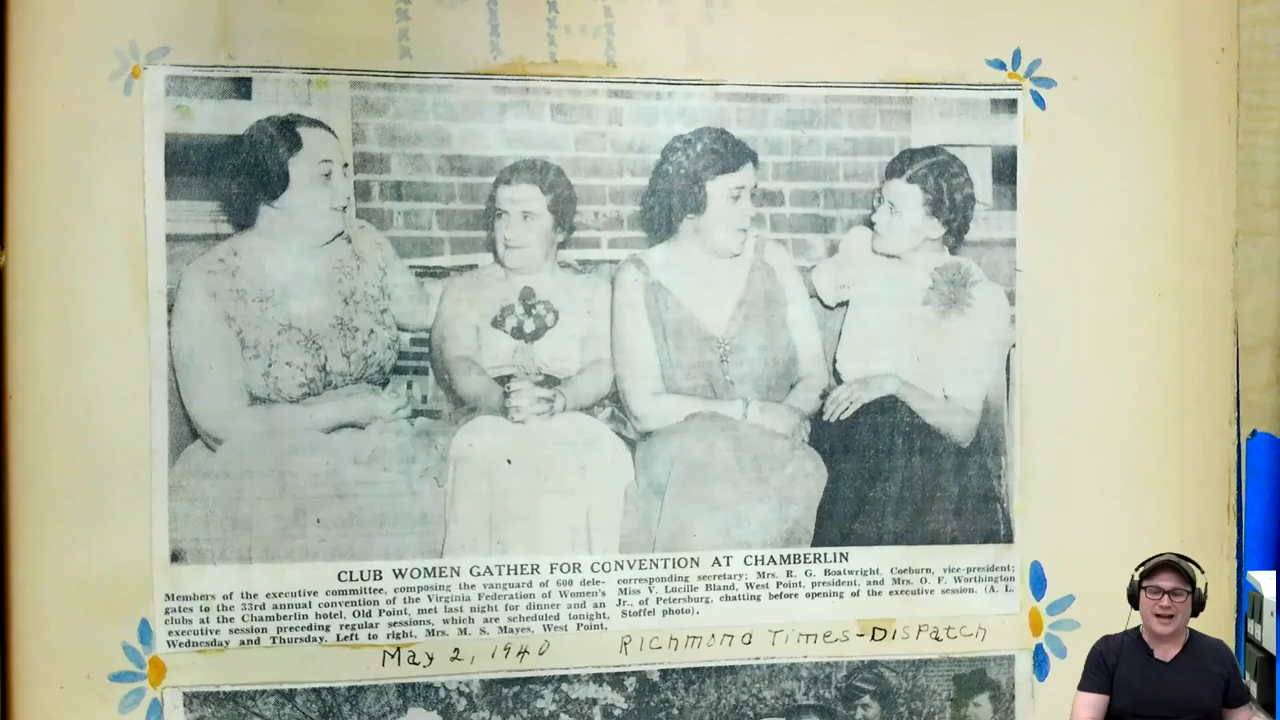 CLUB WOMEN GATHER FOR CONVENTION AT CHAMBERLIN
Members of the executive committee, composing the vanguard of 600 dele-
gates to the 33rd annual convention of the Virginia Federation of Women's
clubs at the Chamberlin hotel, Old Point, met last night for dinner and an
executive session preceding regular sessions, which are scheduled tonight,
Wednesday and Thursday. Left to right, Mrs. M. S. Mayes, West Point,
corresponding secretary; Mrs. R. G. Boatwright, Coeburn, vice-president;
Miss V. Lucille Bland, West Point, president, and Mrs. O. F. Worthington
Jr., of Petersburg, chatting before opening of the executive session. (A. L.
Stoffel photo).
May 2, 1940
Richmond Times-Dispatch